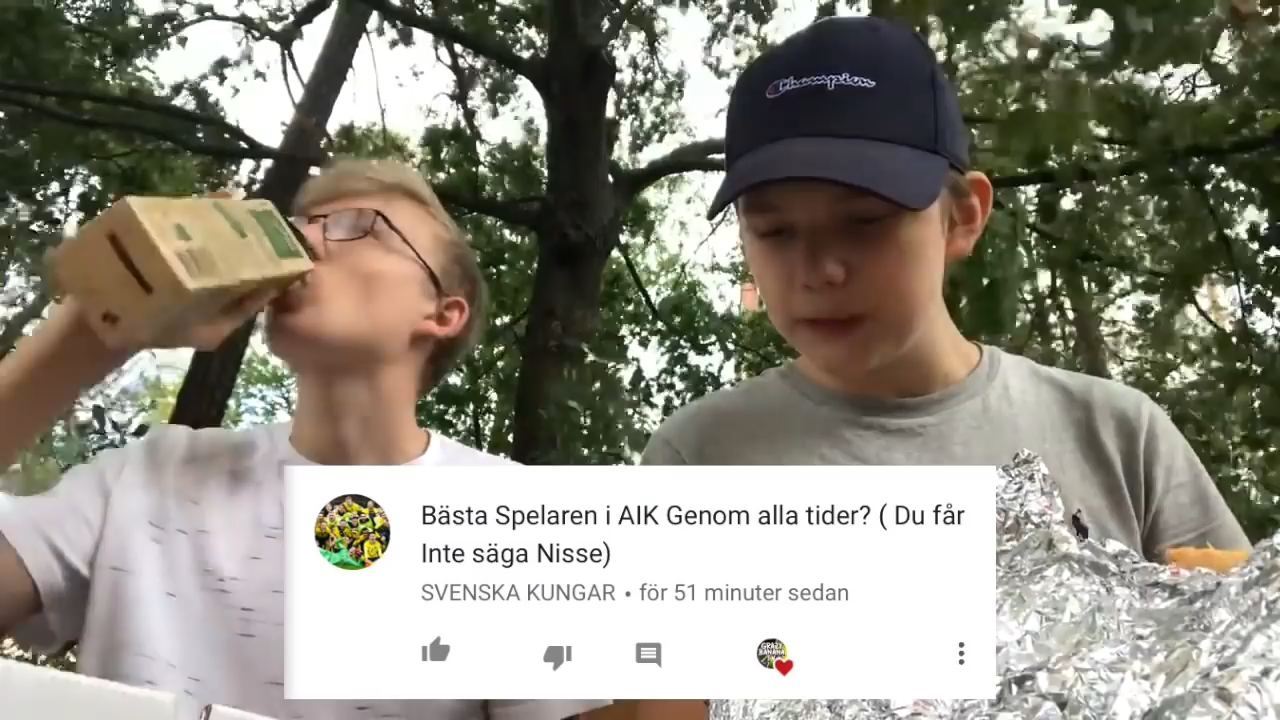 Champion
Bästa Spelaren i AIK Genom alla tider? ( Du får
Inte säga Nisse)
SVENSKA KUNGAR • för 51 minuter sedan